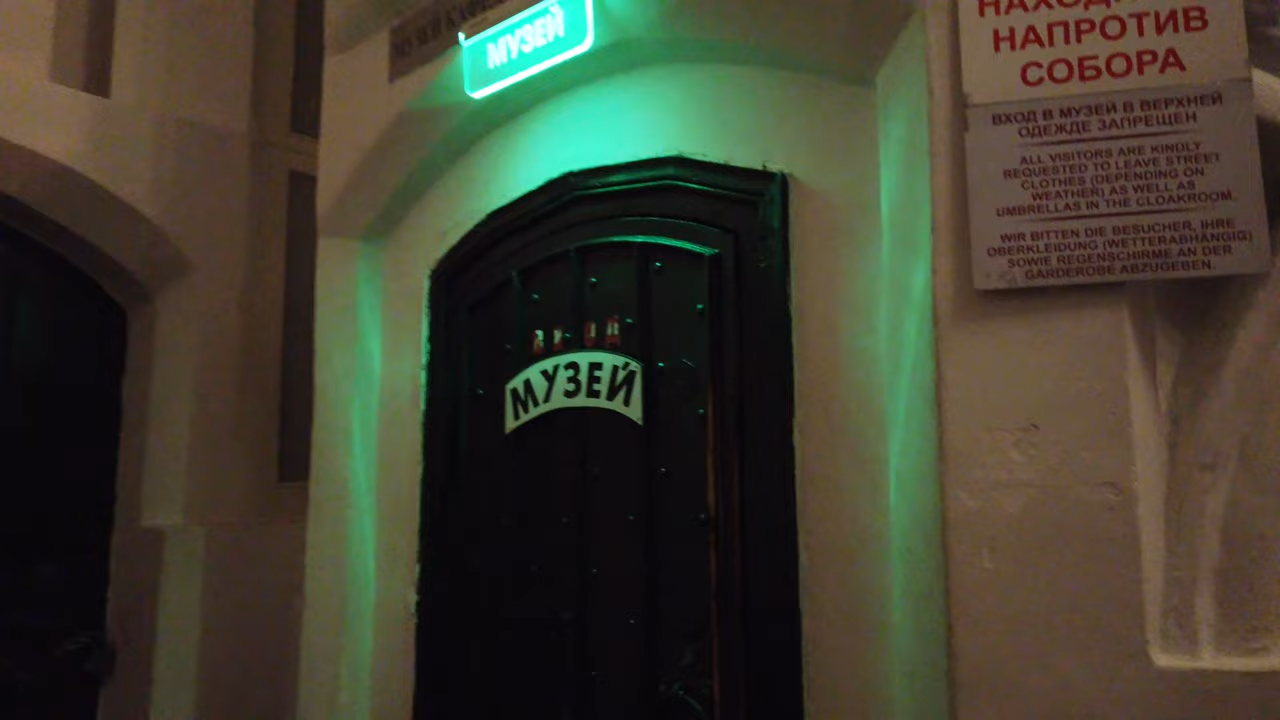 МУЗЕЙ
МУЗЕЙ
НАПРОТИВ
СОБОРА
ВХОД В МУЗЕЙ В ВЕРХНЕЙ
ОДЕЖДЕ ЗАПРЕЩЕН
ALL VISITORS ARE KINDLY
REQUESTED TO LEAVE STREET
CLOTHES (DEPENDING ON
WEATHER) AS WELL AS
UMBRELLAS IN THE CLOAKROOM.
WIR BITTEN DIE BESUCHER, IHRE
OBERKLEIDUNG (WETTERABHÄNGIG)
SOWIE REGENSCHIRME AN DER
GARDEROBE ABZUGEBEN.